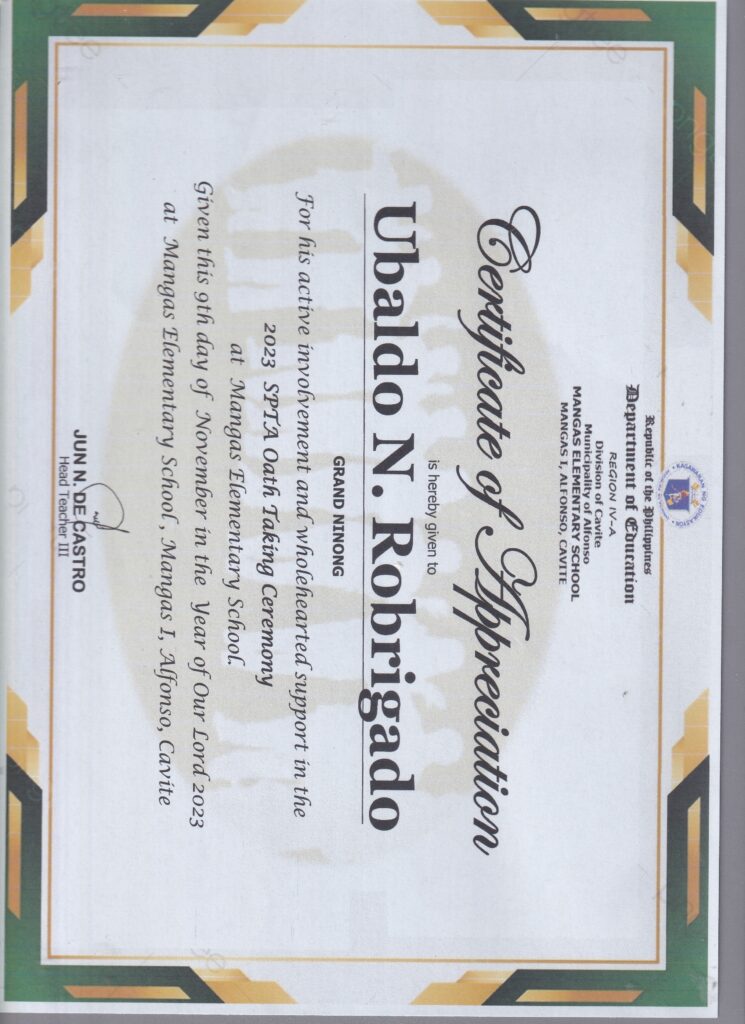 Republic of the Philippines
Department of Education
REGION IV-A
Division of Cavite
Municipality of Alfonso
MANGAS ELEMENTARY SCHOOL
MANGAS I, ALFONSO, CAVITE
Certificate of Appreciation
is hereby given to
Ubaldo N. Robrigado
GRAND NINONG
For his active involvement and wholehearted support in the
2023 SPTA Oath Taking Ceremony
at Mangas Elementary School.
Given this 9th day of November in the Year of Our Lord 2023
at Mangas Elementary School, Mangas I, Alfonso, Cavite
JUN N. DE CASTRO
Head Teacher III